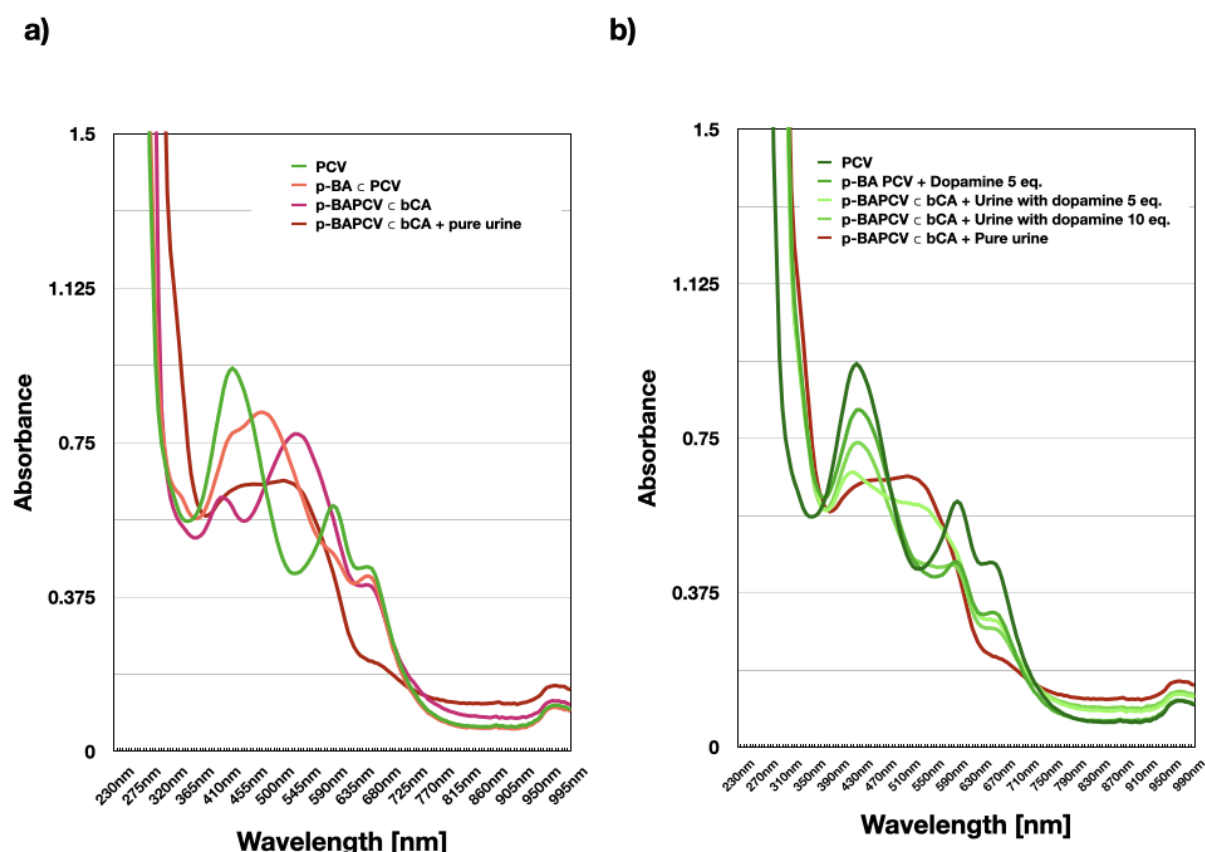 a)
1.5
1.125
0.75
0.375
0
Absorbance
PCV
p-BA ⊂ PCV
p-BAPCV ⊂ bCA
p-BAPCV ⊂ bCA + pure urine
230nm
275nm
320nm
365nm
410nm
455nm
500nm
545nm
590nm
635nm
680nm
725nm
770nm
815nm
860nm
905nm
950nm
995nm
Wavelength [nm]
b)
1.5
1.125
0.75
0.375
0
Absorbance
PCV
p-BA PCV + Dopamine 5 eq.
p-BAPCV ⊂ bCA + Urine with dopamine 5 eq.
p-BAPCV ⊂ bCA + Urine with dopamine 10 eq.
p-BAPCV ⊂ bCA + Pure urine
230nm
270nm
310nm
350nm
390nm
430nm
470nm
510nm
550nm
590nm
630nm
670nm
710nm
750nm
790nm
830nm
870nm
910nm
950nm
990nm
Wavelength [nm]